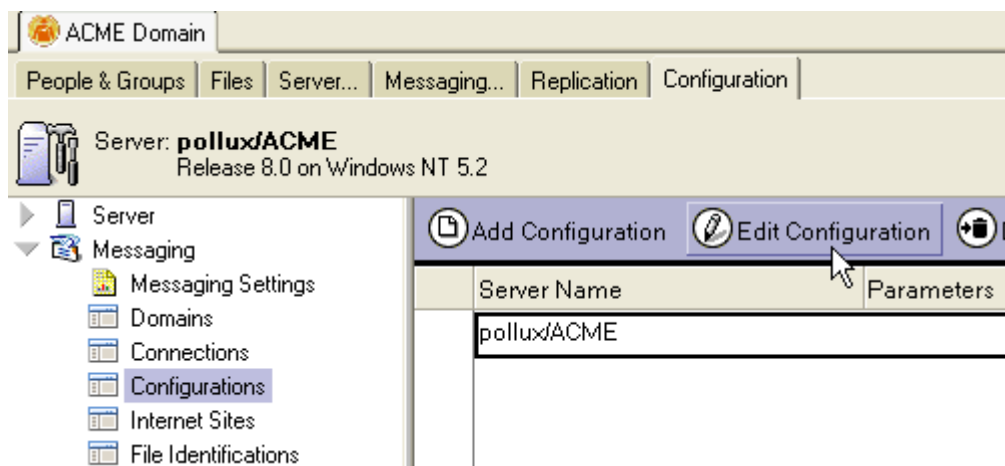 ACME Domain
People & Groups Files Server... Messaging... Replication Configuration
Server: pollux/ACME
Release 8.0 on Windows NT 5.2
Server
Messaging
Messaging Settings
Domains
Connections
Configurations
Internet Sites
File Identifications
Add Configuration Edit Configuration
Server Name Parameters
pollux/ACME